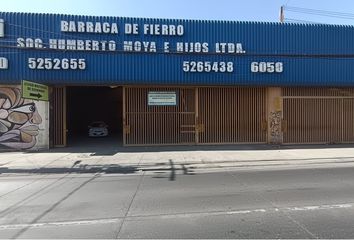 BARRACA DE FIERRO
SOC. HUMBERTO MOYA E HIJOS LTDA.
5252655 5265438 6050